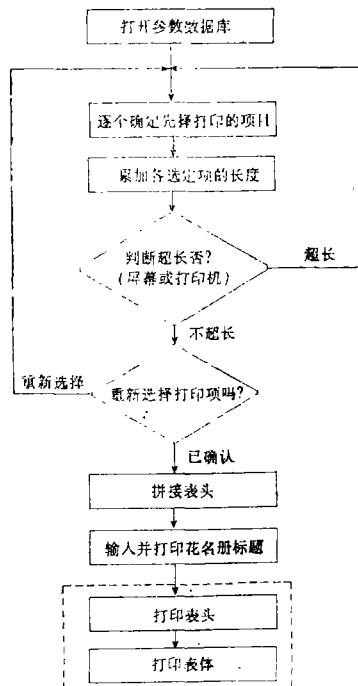 打开参数数据库
逐个确定先择打印的项目
累加各选定项的长度
判断超长否?
(屏幕或打印机)
超长
不超长
重新选择
重新选择打印项吗?
已确认
拼接表头
输入并打印花名册标题
打印表头
打印表体